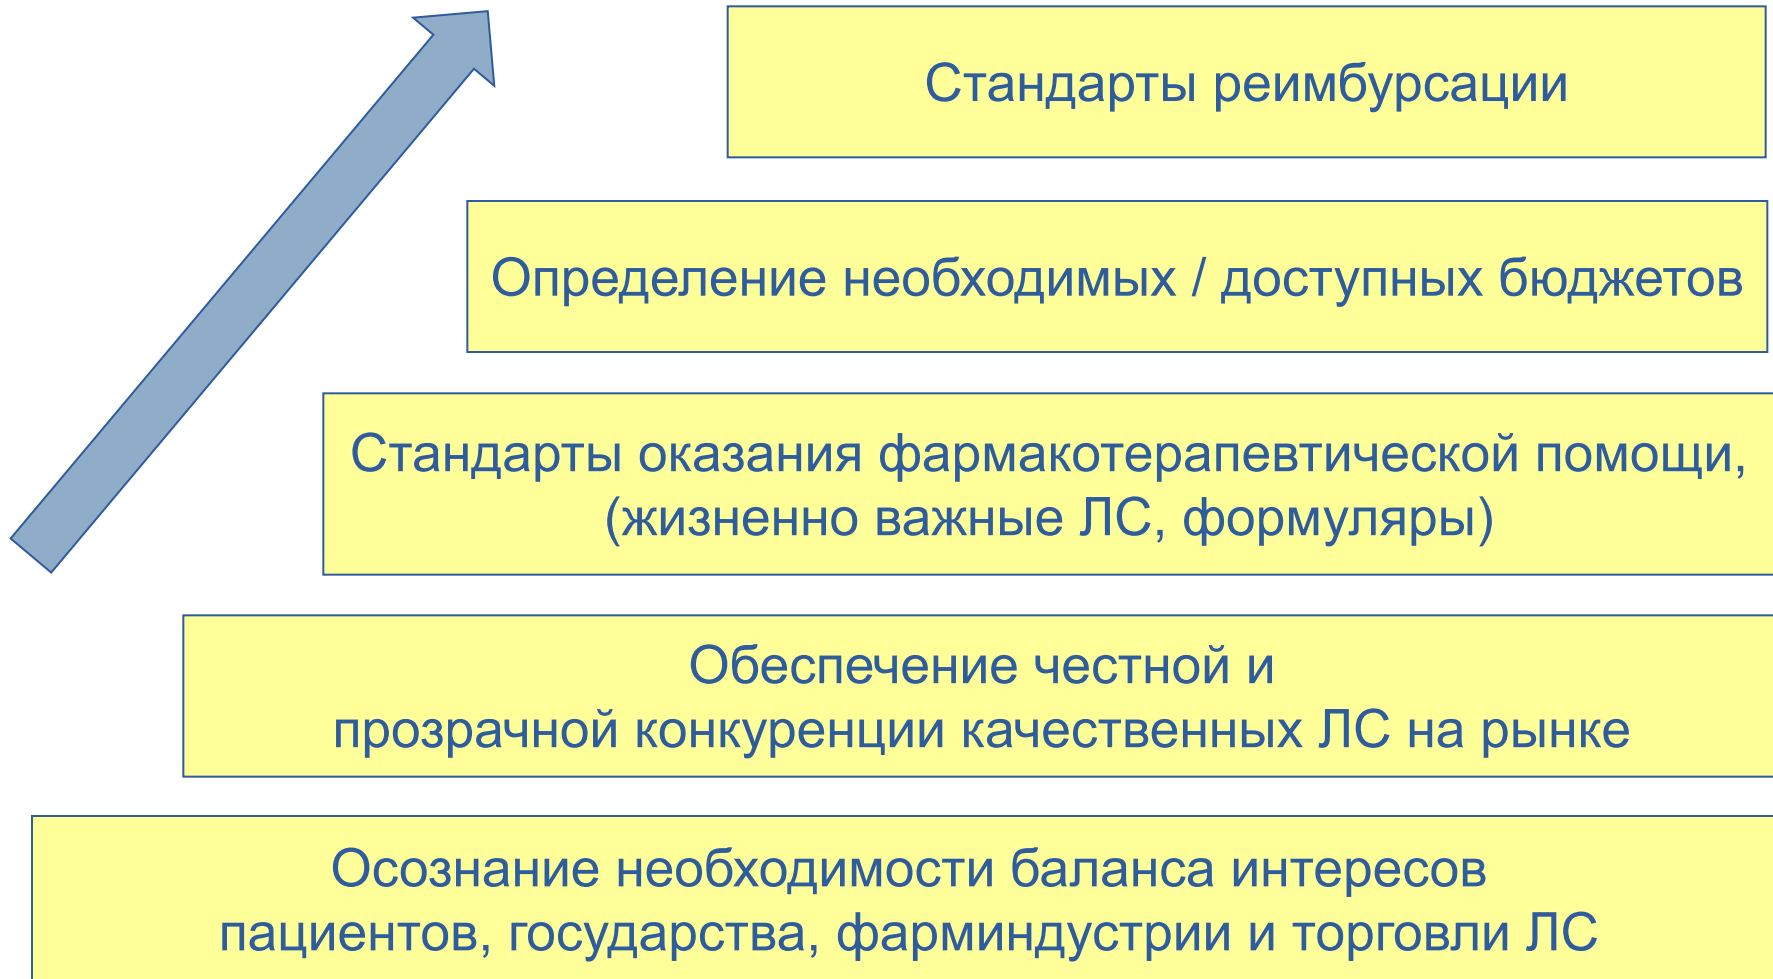 Стандарты реимбурсации
Определение необходимых / доступных бюджетов
Стандарты оказания фармакотерапевтической помощи,
(жизненно важные ЛС, формуляры)
Обеспечение честной и
прозрачной конкуренции качественных ЛС на рынке
Осознание необходимости баланса интересов
пациентов, государства, фарминдустрии и торговли ЛС